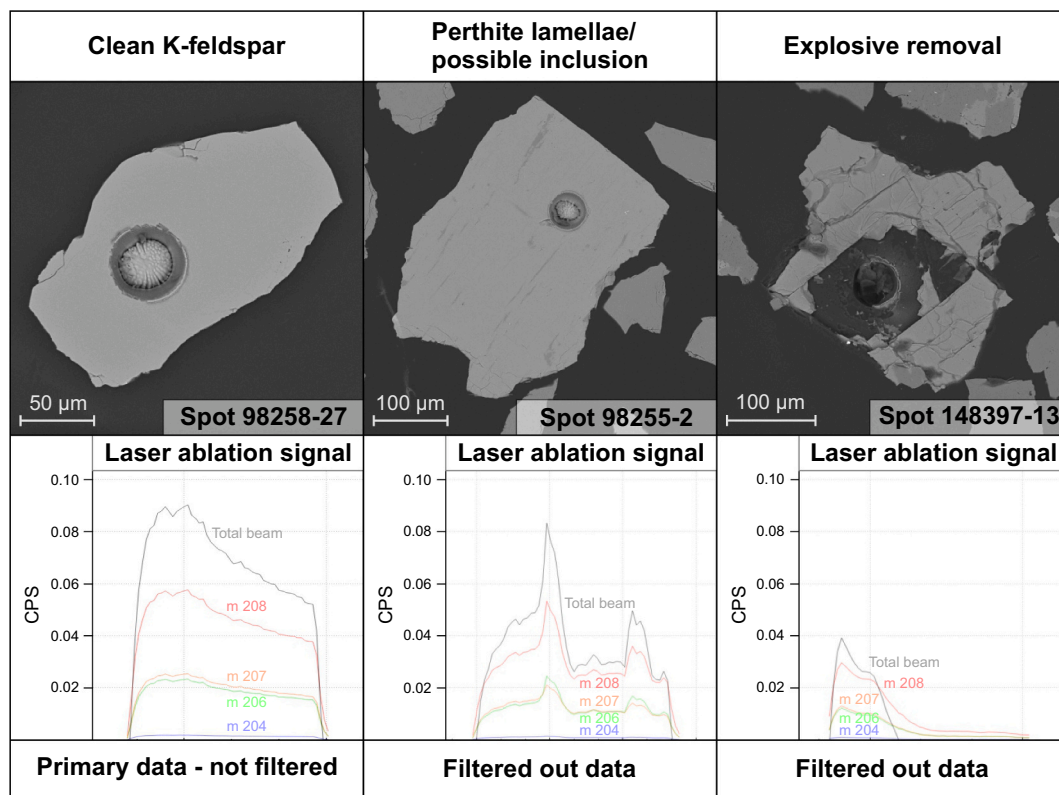 Clean K-feldspar
Perthite lamellae/
possible inclusion
Explosive removal
50 µm
Spot 98258-27
100 µm
Spot 98255-2
100 µm
Spot 148397-13
Laser ablation signal
Laser ablation signal
Laser ablation signal
0.10
0.08
0.06
0.04
0.02
CPS
Total beam
m 208
m 207
m 206
m 204
0.10
0.08
0.06
0.04
0.02
CPS
Total beam
m 208
m 207
m 206
m 204
0.10
0.08
0.06
0.04
0.02
CPS
Total beam
m 208
m 207
m 206
m 204
Primary data - not filtered
Filtered out data
Filtered out data